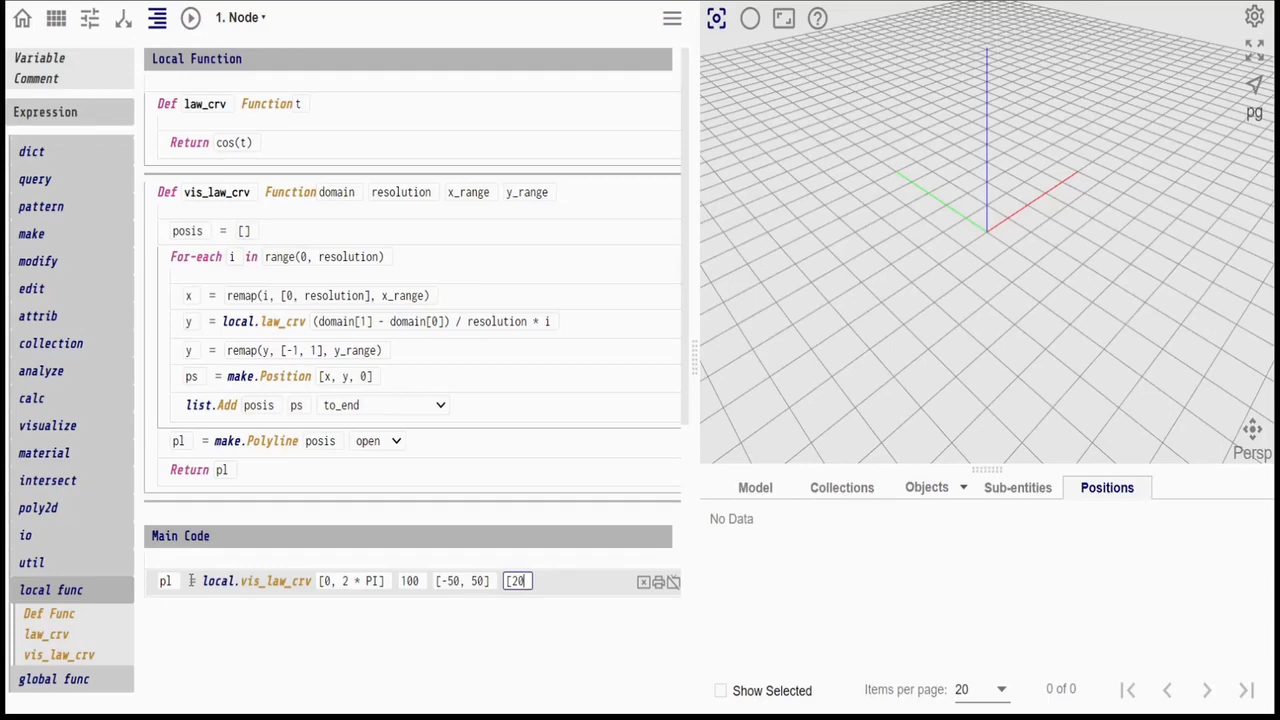 1. Node
Variable
Comment
Expression
dict
query
pattern
make
modify
edit
attrib
collection
analyze
calc
visualize
material
intersect
poly2d
io
util
local func
Def Func
law_crv
vis_law_crv
global func
Local Function
Def law_crv Function t
Return cos(t)
Def vis_law_crv Function domain resolution x_range y_range
posis = []
For-each i in range(0, resolution)
x = remap(i, [0, resolution], x_range)
y = local.law_crv (domain[1] - domain[0]) / resolution * i
y = remap(y, [-1, 1], y_range)
ps = make.Position [x, y, 0]
list.Add posis ps to_end
pl = make.Polyline posis open
Return pl
Main Code
pl = local.vis_law_crv [0, 2 * PI] 100 [-50, 50] [20
pg
Persp
Model Collections Objects Sub-entities Positions
No Data
Show Selected Items per page: 20 0 of 0